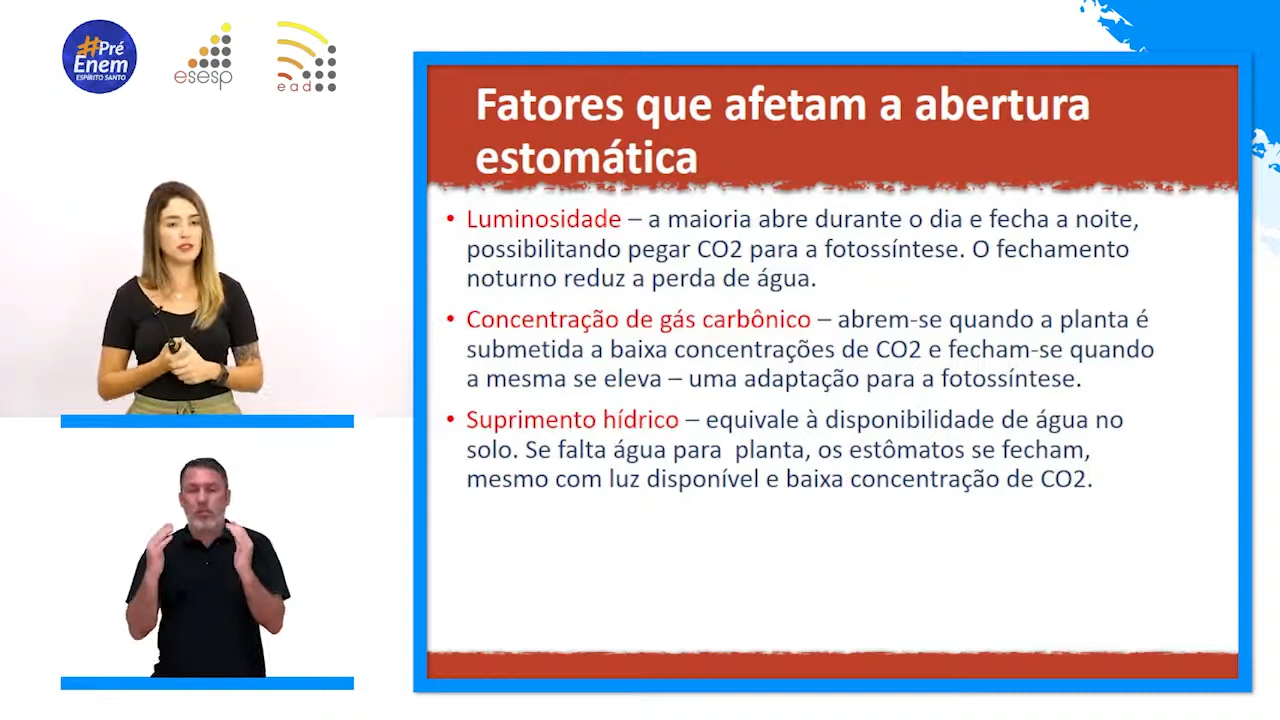 #Pré
Enem
ESPÍRITO SANTO
esesp
ead
Fatores que afetam a abertura
estomática
• Luminosidade – a maioria abre durante o dia e fecha a noite,
possibilitando pegar CO2 para a fotossíntese. O fechamento
noturno reduz a perda de água.
• Concentração de gás carbônico – abrem-se quando a planta é
submetida a baixa concentrações de CO2 e fecham-se quando
a mesma se eleva – uma adaptação para a fotossíntese.
• Suprimento hídrico – equivale à disponibilidade de água no
solo. Se falta água para  planta, os estômatos se fecham,
mesmo com luz disponível e baixa concentração de CO2.